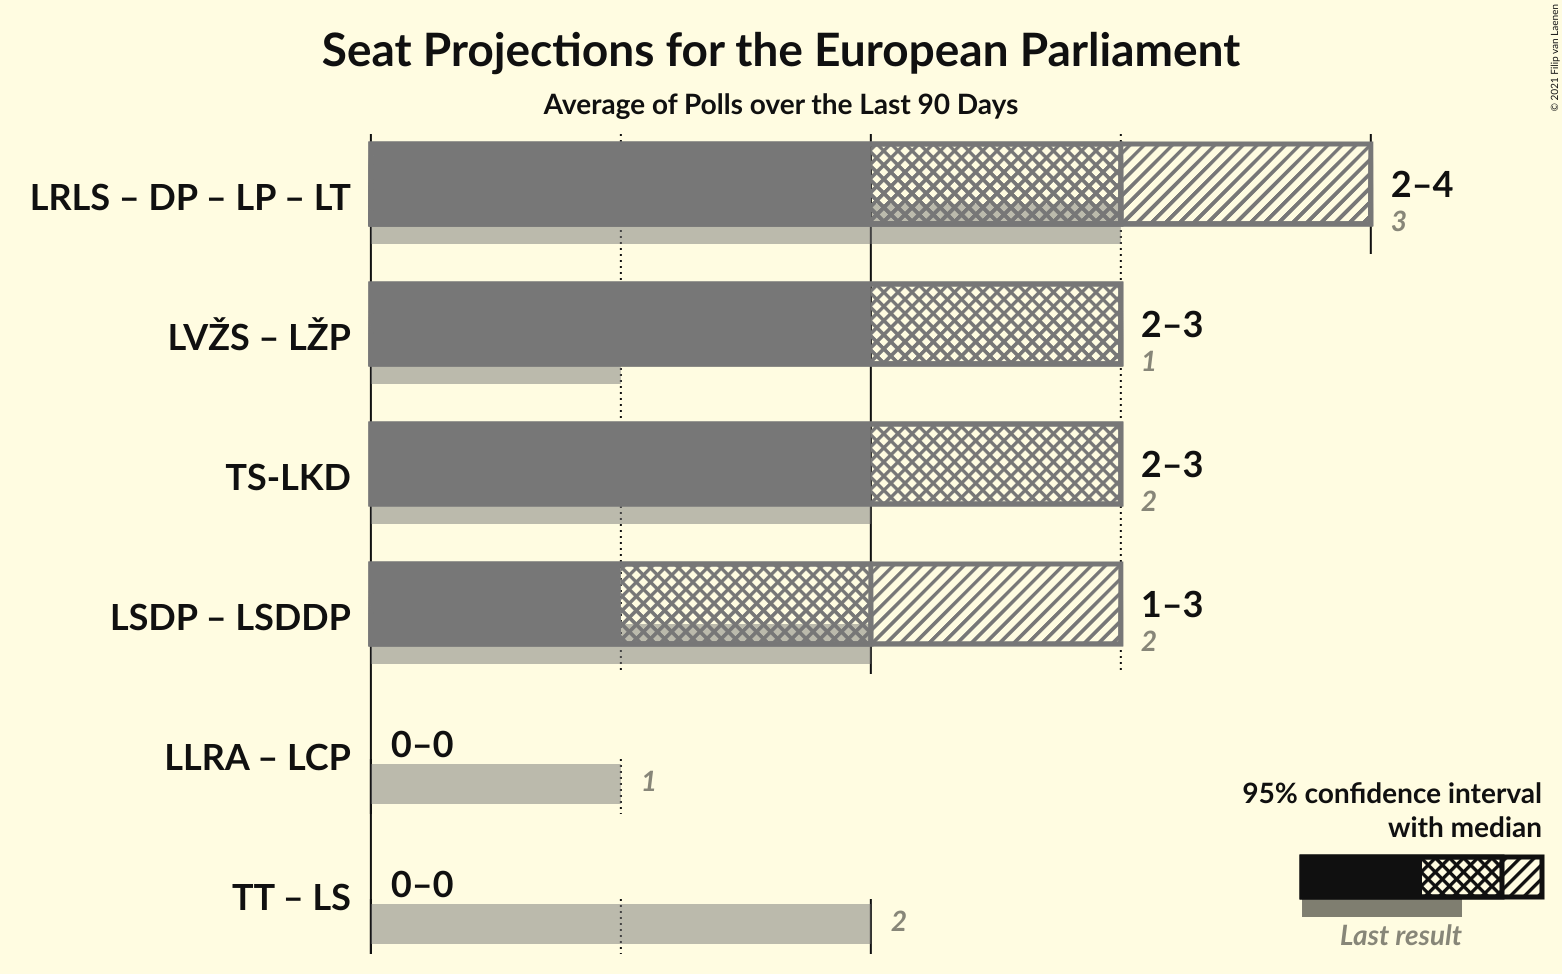 Seat Projections for the European Parliament
Average of Polls over the Last 90 Days
© 2021 Filip van Laenen
LRLS – DP – LP – LT
2–4
3
LVŽS – LŽP
2–3
1
TS-LKD
2–3
2
LSDP – LSDDP
1–3
2
LLRA – LCP
0–0
1
TT – LS
0–0
2
95% confidence interval
with median
Last result